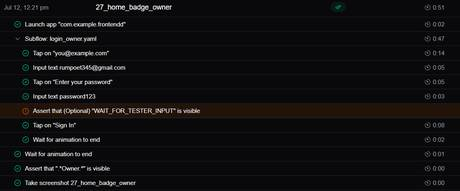 Jul 12, 12:21 pm 27_home_badge_owner 0:51
Launch app "com.example.frontendd" 0:02
Subflow: login_owner.yaml 0:47
Tap on "you@example.com" 0:14
Input text rumpoet345@gmail.com 0:05
Tap on "Enter your password" 0:05
Input text password123 0:03
Assert that (Optional) "WAIT_FOR_TESTER_INPUT" is visible
Tap on "Sign In" 0:08
Wait for animation to end 0:02
Wait for animation to end 0:01
Assert that ".*Owner.*" is visible 0:00
Take screenshot 27_home_badge_owner 0:00